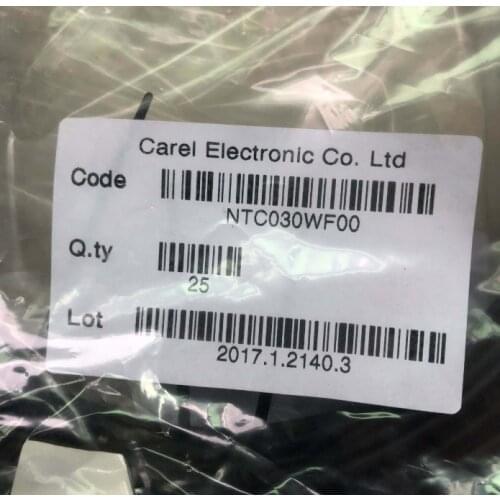 Carel Electronic Co. Ltd
Code
NTC030WF00
Q.ty
25
Lot
2017.1.2140.3